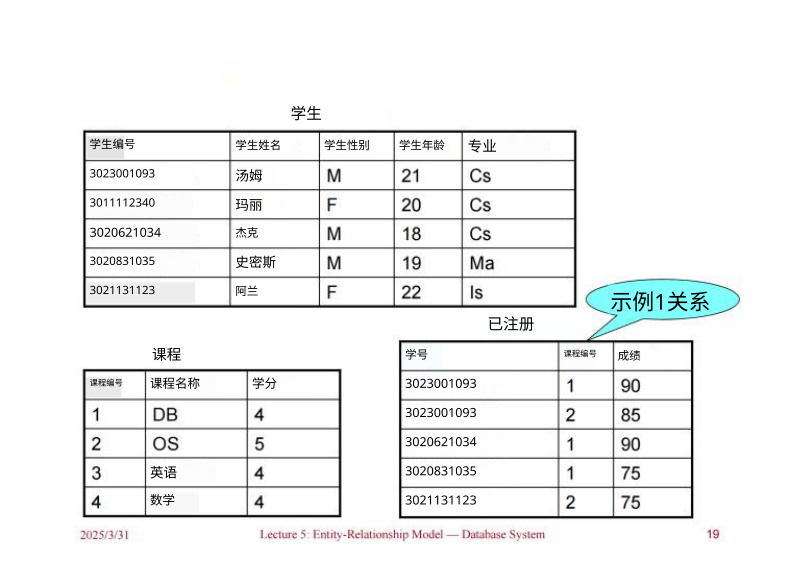 学生
学生编号 学生姓名 学生性别 学生年龄 专业
3023001093 汤姆 M 21 Cs
3011112340 玛丽 F 20 Cs
3020621034 杰克 M 18 Cs
3020831035 史密斯 M 19 Ma
3021131123 阿兰 F 22 Is
示例1关系
已注册
学号 课程编号 成绩
3023001093 1 90
3023001093 2 85
3020621034 1 90
3020831035 1 75
3021131123 2 75
课程
课程编号 课程名称 学分
1 DB 4
2 OS 5
3 英语 4
4 数学 4
2025/3/31 Lecture 5: Entity-Relationship Model — Database System 19